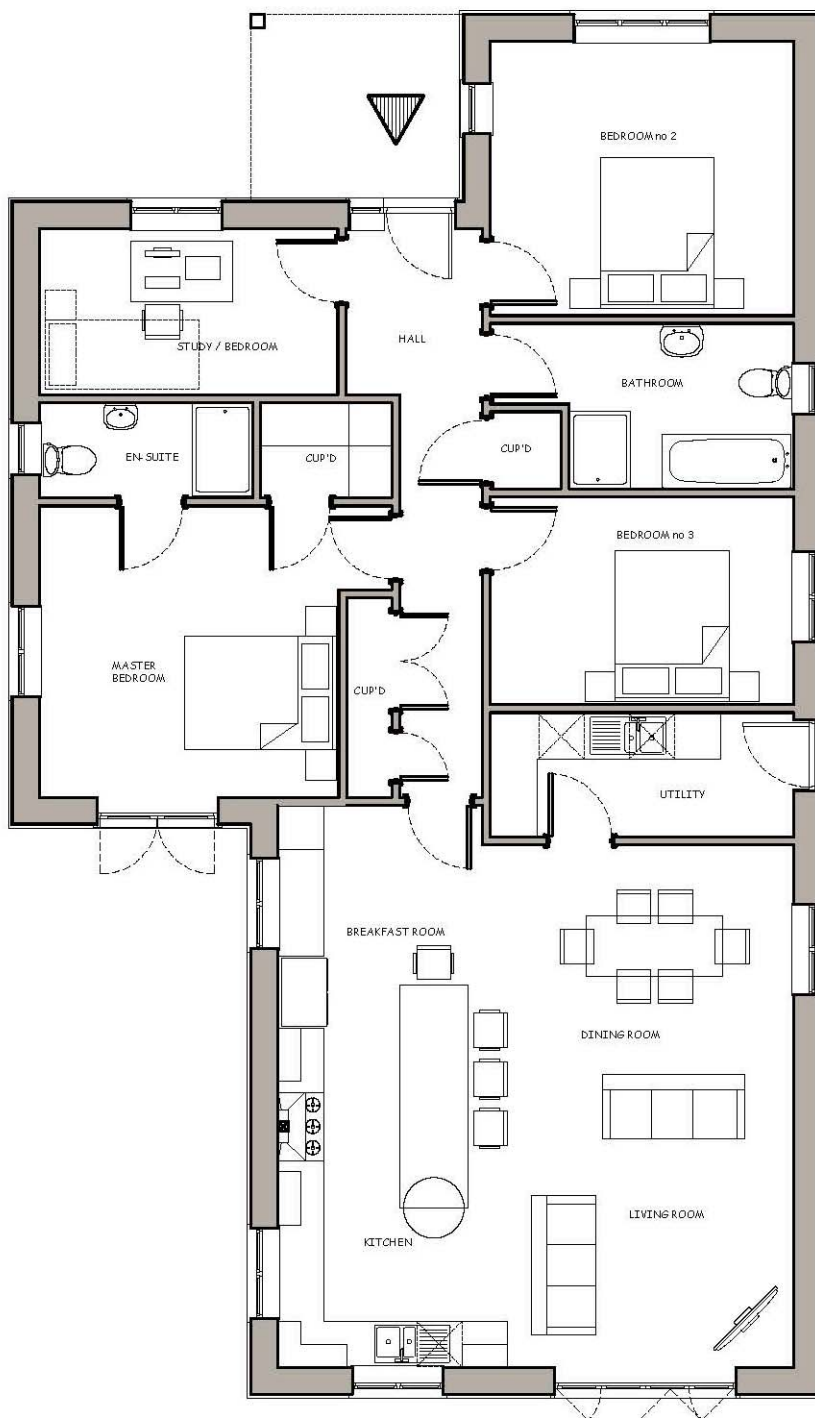 BEDROOM no 2
STUDY / BEDROOM
HALL
BATHROOM
EN-SUITE
CUP'D
CUP'D
BEDROOM no 3
MASTER
BEDROOM
CUP'D
UTILITY
BREAKFAST ROOM
DINING ROOM
LIVING ROOM
KITCHEN